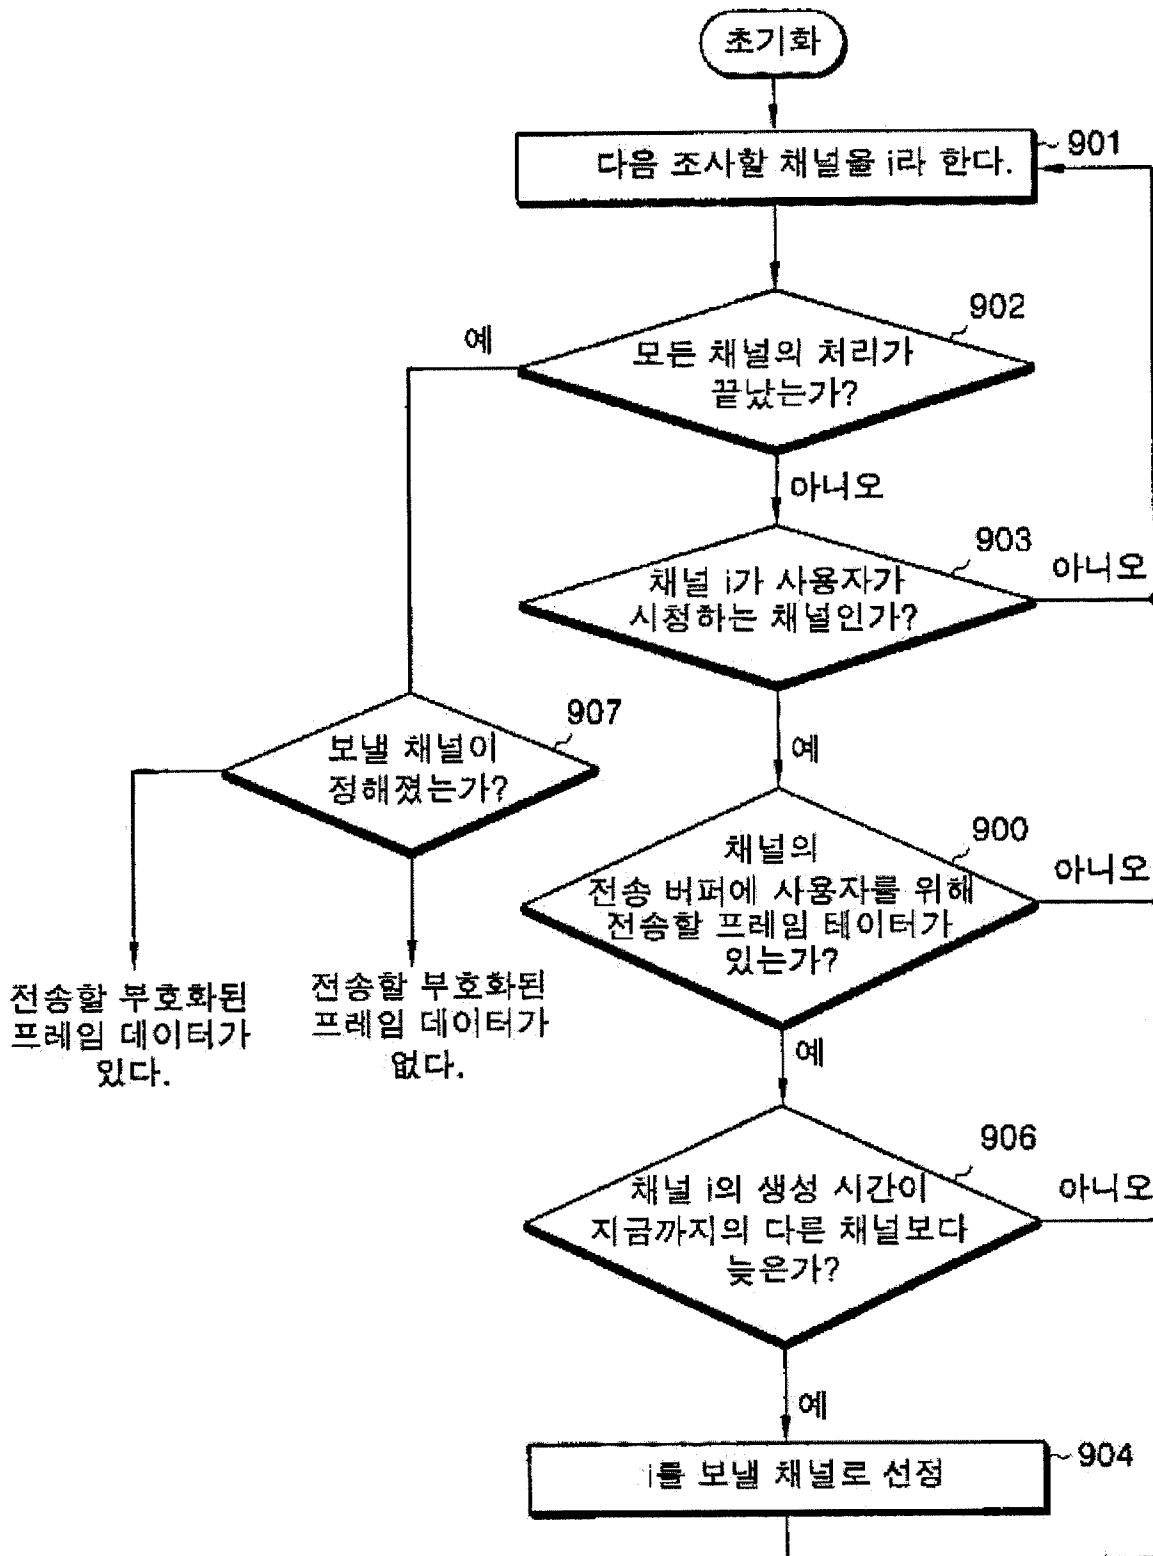 초기화
다음 조사할 채널을 i라 한다.
901
902
예
모든 채널의 처리가
끝났는가?
아니오
903
채널 i가 사용자가
시청하는 채널인가?
아니오
907
보낼 채널이
정해졌는가?
예
900
채널의
전송 버퍼에 사용자를 위해
전송할 프레임 테이터가
있는가?
아니오
전송할 부호화된
프레임 데이터가
있다.
전송할 부호화된
프레임 데이터가
없다.
예
906
채널 i의 생성 시간이
지금까지의 다른 채널보다
늦은가?
아니오
예
i를 보낼 채널로 선정
904